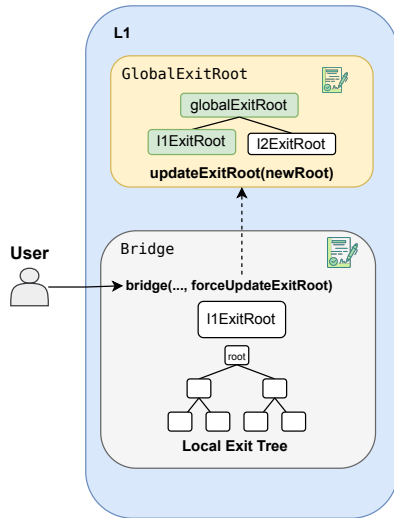 L1
GlobalExitRoot
globalExitRoot
l1ExitRoot
l2ExitRoot
updateExitRoot(newRoot)
User
Bridge
bridge(..., forceUpdateExitRoot)
l1ExitRoot
root
Local Exit Tree